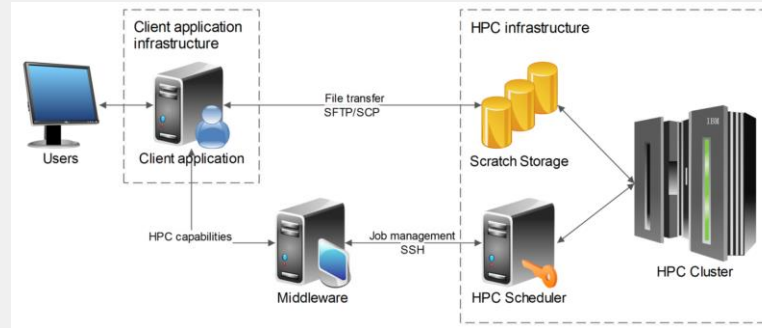 Client application
infrastructure
HPC infrastructure
File transfer
SFTP/SCP
Users
Client application
Scratch Storage
HPC capabilities
Job management
SSH
Middleware
HPC Scheduler
HPC Cluster